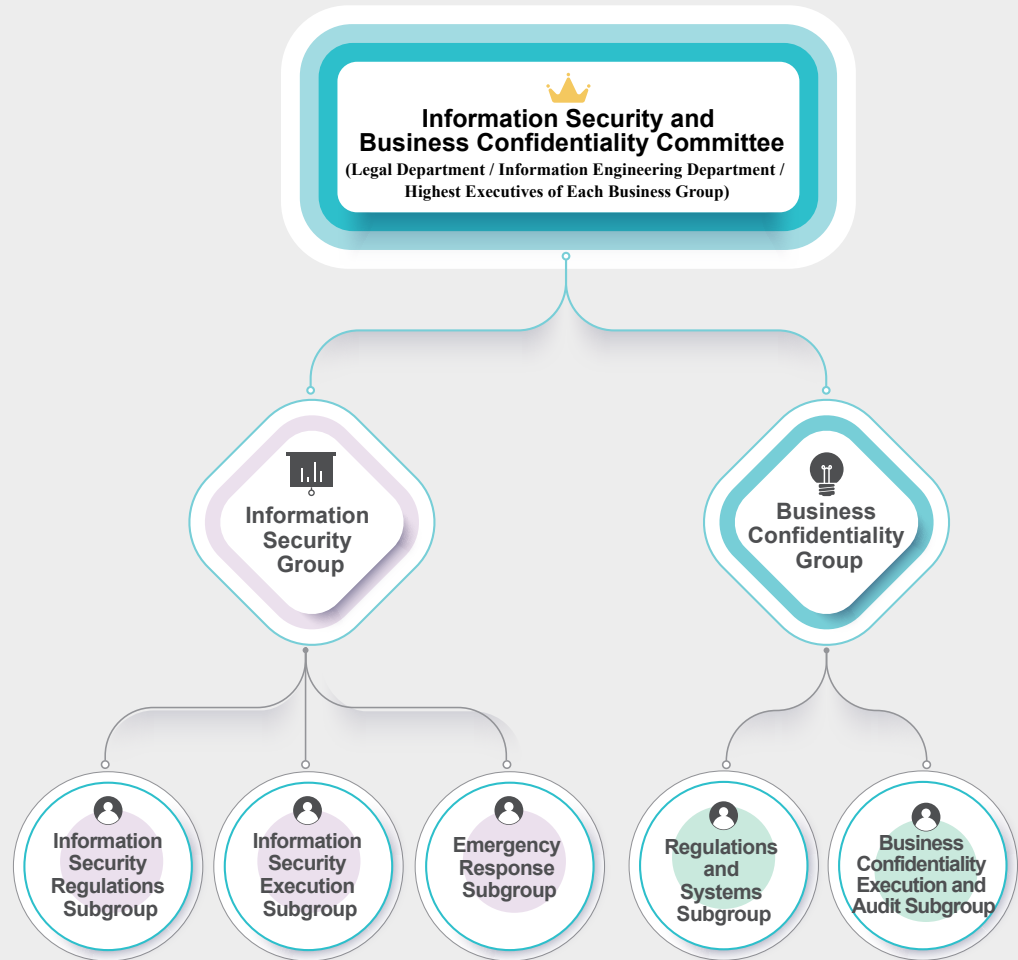 Information Security and
Business Confidentiality Committee
(Legal Department / Information Engineering Department /
Highest Executives of Each Business Group)
Information
Security
Group
Business
Confidentiality
Group
Information
Security
Regulations
Subgroup
Information
Security
Execution
Subgroup
Emergency
Response
Subgroup
Regulations
and
Systems
Subgroup
Business
Confidentiality
Execution and
Audit Subgroup